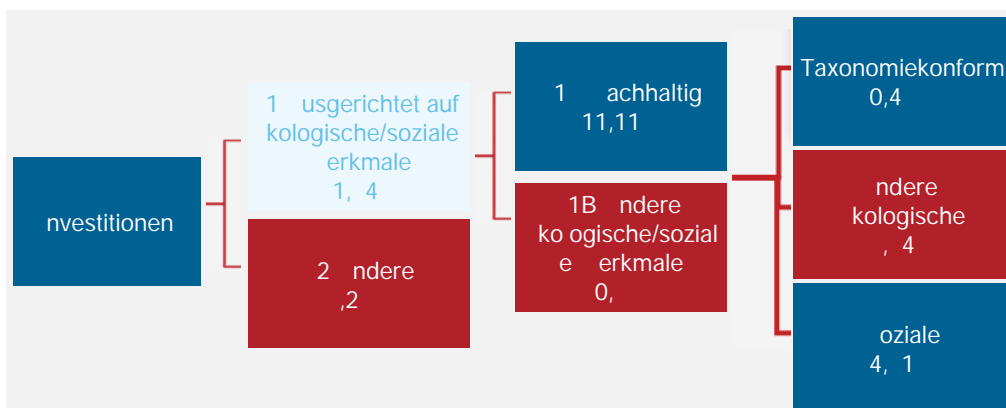 nvestitionen
1 usgerichtet auf
kologische/soziale
erkmale
1, 4
2 ndere
,2
1 achhaltig
11,11
1B ndere
ko ogische/sozial
e erkmale
0,
Taxonomiekonform
0,4
ndere
kologische
, 4
oziale
4, 1